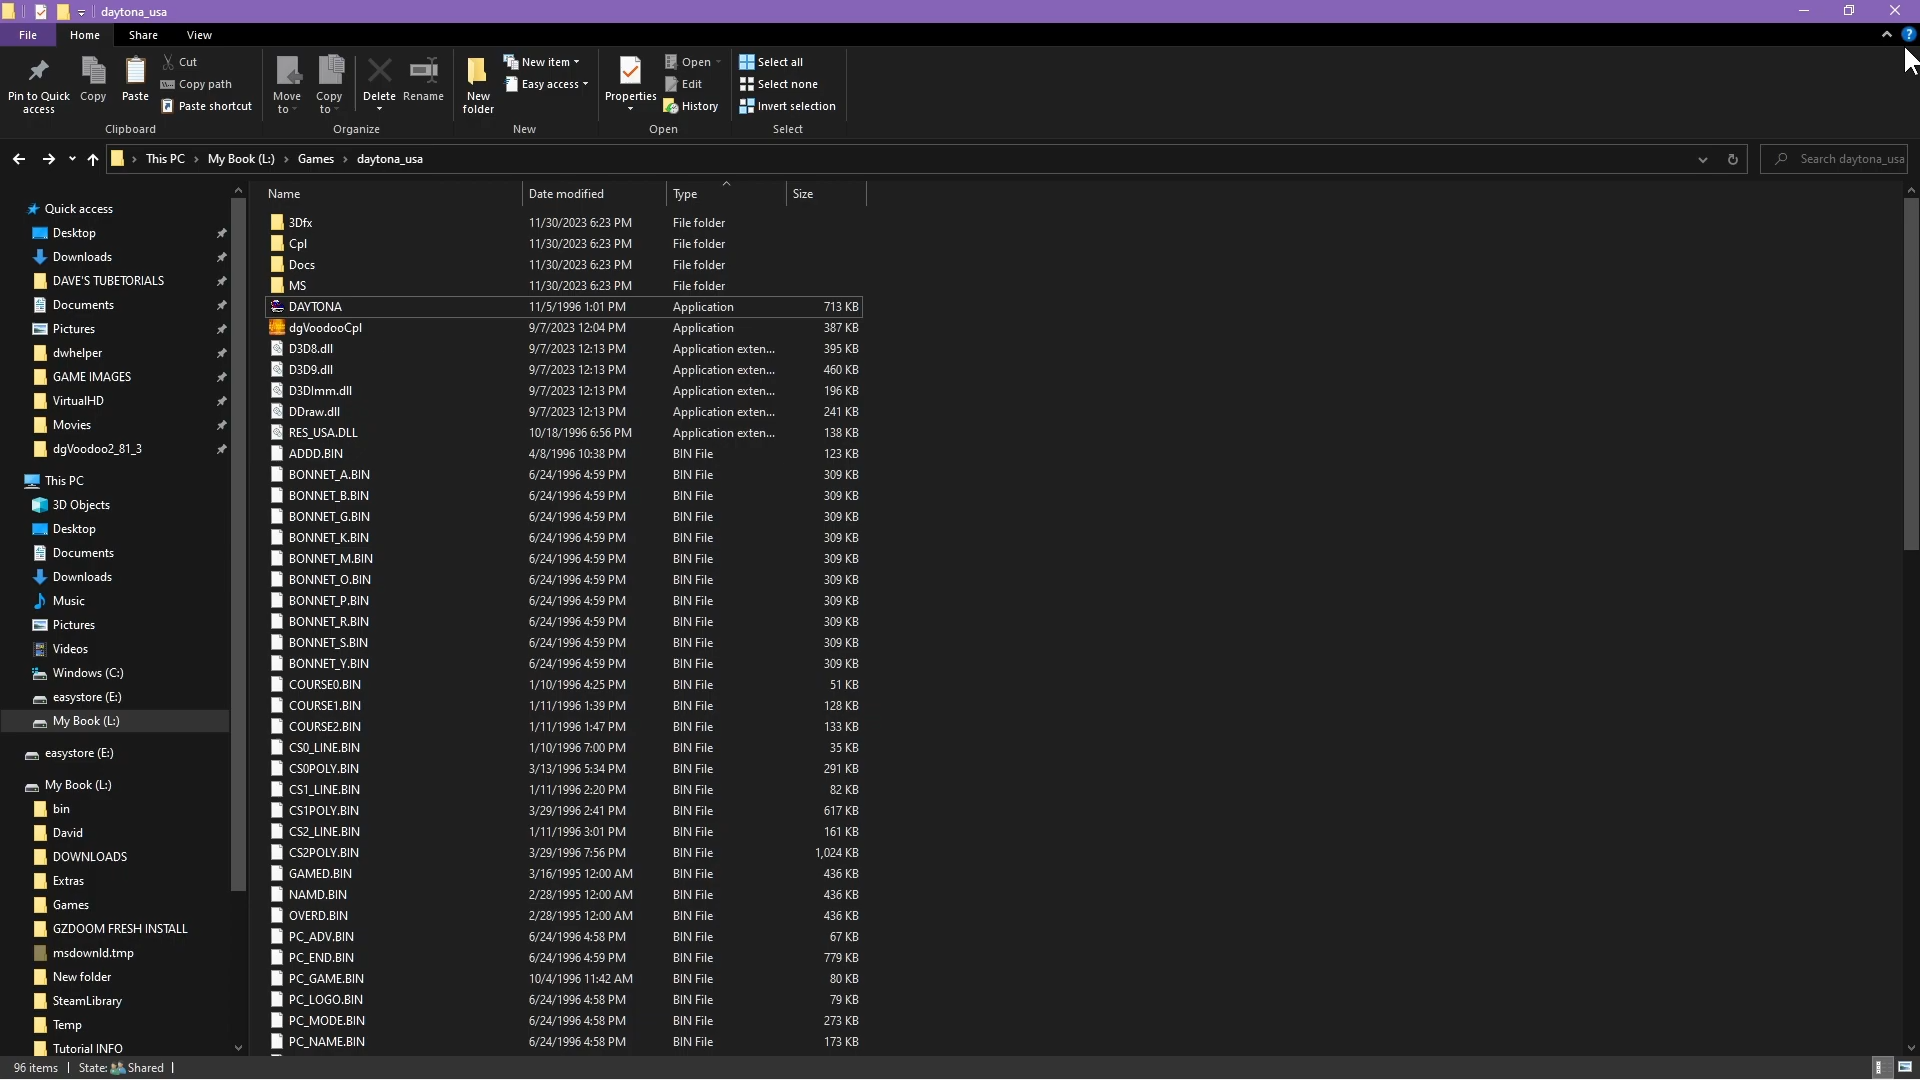 daytona_usa
File Home Share View
Pin to Quick access
Copy
Paste
Cut
Copy path
Paste shortcut
Clipboard
Move to
Copy to
Delete
Rename
Organize
New folder
New item
Easy access
New
Properties
Open
Edit
History
Open
Select all
Select none
Invert selection
Select
This PC › My Book (L:) › Games › daytona_usa
Search daytona_usa
Quick access
Desktop
Downloads
DAVE'S TUBETORIALS
Documents
Pictures
dwhelper
GAME IMAGES
VirtualHD
Movies
dgVoodoo2_81_3
This PC
3D Objects
Desktop
Documents
Downloads
Music
Pictures
Videos
Windows (C:)
easystore (E:)
My Book (L:)
easystore (E:)
My Book (L:)
bin
David
DOWNLOADS
Extras
Games
GZDOOM FRESH INSTALL
msdownld.tmp
New folder
SteamLibrary
Temp
Tutorial INFO
Name Date modified Type Size
3Dfx 11/30/2023 6:23 PM File folder
Cpl 11/30/2023 6:23 PM File folder
Docs 11/30/2023 6:23 PM File folder
MS 11/30/2023 6:23 PM File folder
DAYTONA 11/5/1996 1:01 PM Application 713 KB
dgVoodooCpl 9/7/2023 12:04 PM Application 387 KB
D3D8.dll 9/7/2023 12:13 PM Application exten... 395 KB
D3D9.dll 9/7/2023 12:13 PM Application exten... 460 KB
D3DImm.dll 9/7/2023 12:13 PM Application exten... 196 KB
DDraw.dll 9/7/2023 12:13 PM Application exten... 241 KB
RES_USA.DLL 10/18/1996 6:56 PM Application exten... 138 KB
ADDD.BIN 4/8/1996 10:38 PM BIN File 123 KB
BONNET_A.BIN 6/24/1996 4:59 PM BIN File 309 KB
BONNET_B.BIN 6/24/1996 4:59 PM BIN File 309 KB
BONNET_G.BIN 6/24/1996 4:59 PM BIN File 309 KB
BONNET_K.BIN 6/24/1996 4:59 PM BIN File 309 KB
BONNET_M.BIN 6/24/1996 4:59 PM BIN File 309 KB
BONNET_O.BIN 6/24/1996 4:59 PM BIN File 309 KB
BONNET_P.BIN 6/24/1996 4:59 PM BIN File 309 KB
BONNET_R.BIN 6/24/1996 4:59 PM BIN File 309 KB
BONNET_S.BIN 6/24/1996 4:59 PM BIN File 309 KB
BONNET_Y.BIN 6/24/1996 4:59 PM BIN File 309 KB
COURSE0.BIN 1/10/1996 4:25 PM BIN File 51 KB
COURSE1.BIN 1/11/1996 1:39 PM BIN File 128 KB
COURSE2.BIN 1/11/1996 1:47 PM BIN File 133 KB
CS0_LINE.BIN 1/10/1996 7:00 PM BIN File 35 KB
CS0POLY.BIN 3/13/1996 5:34 PM BIN File 291 KB
CS1_LINE.BIN 1/11/1996 2:20 PM BIN File 82 KB
CS1POLY.BIN 3/29/1996 2:41 PM BIN File 617 KB
CS2_LINE.BIN 1/11/1996 3:01 PM BIN File 161 KB
CS2POLY.BIN 3/29/1996 7:56 PM BIN File 1,024 KB
GAMED.BIN 3/16/1995 12:00 AM BIN File 436 KB
NAMD.BIN 2/28/1995 12:00 AM BIN File 436 KB
OVERD.BIN 2/28/1995 12:00 AM BIN File 436 KB
PC_ADV.BIN 6/24/1996 4:58 PM BIN File 67 KB
PC_END.BIN 6/24/1996 4:59 PM BIN File 779 KB
PC_GAME.BIN 10/4/1996 11:42 AM BIN File 80 KB
PC_LOGO.BIN 6/24/1996 4:58 PM BIN File 79 KB
PC_MODE.BIN 6/24/1996 4:58 PM BIN File 273 KB
PC_NAME.BIN 6/24/1996 4:58 PM BIN File 173 KB
96 items State: Shared